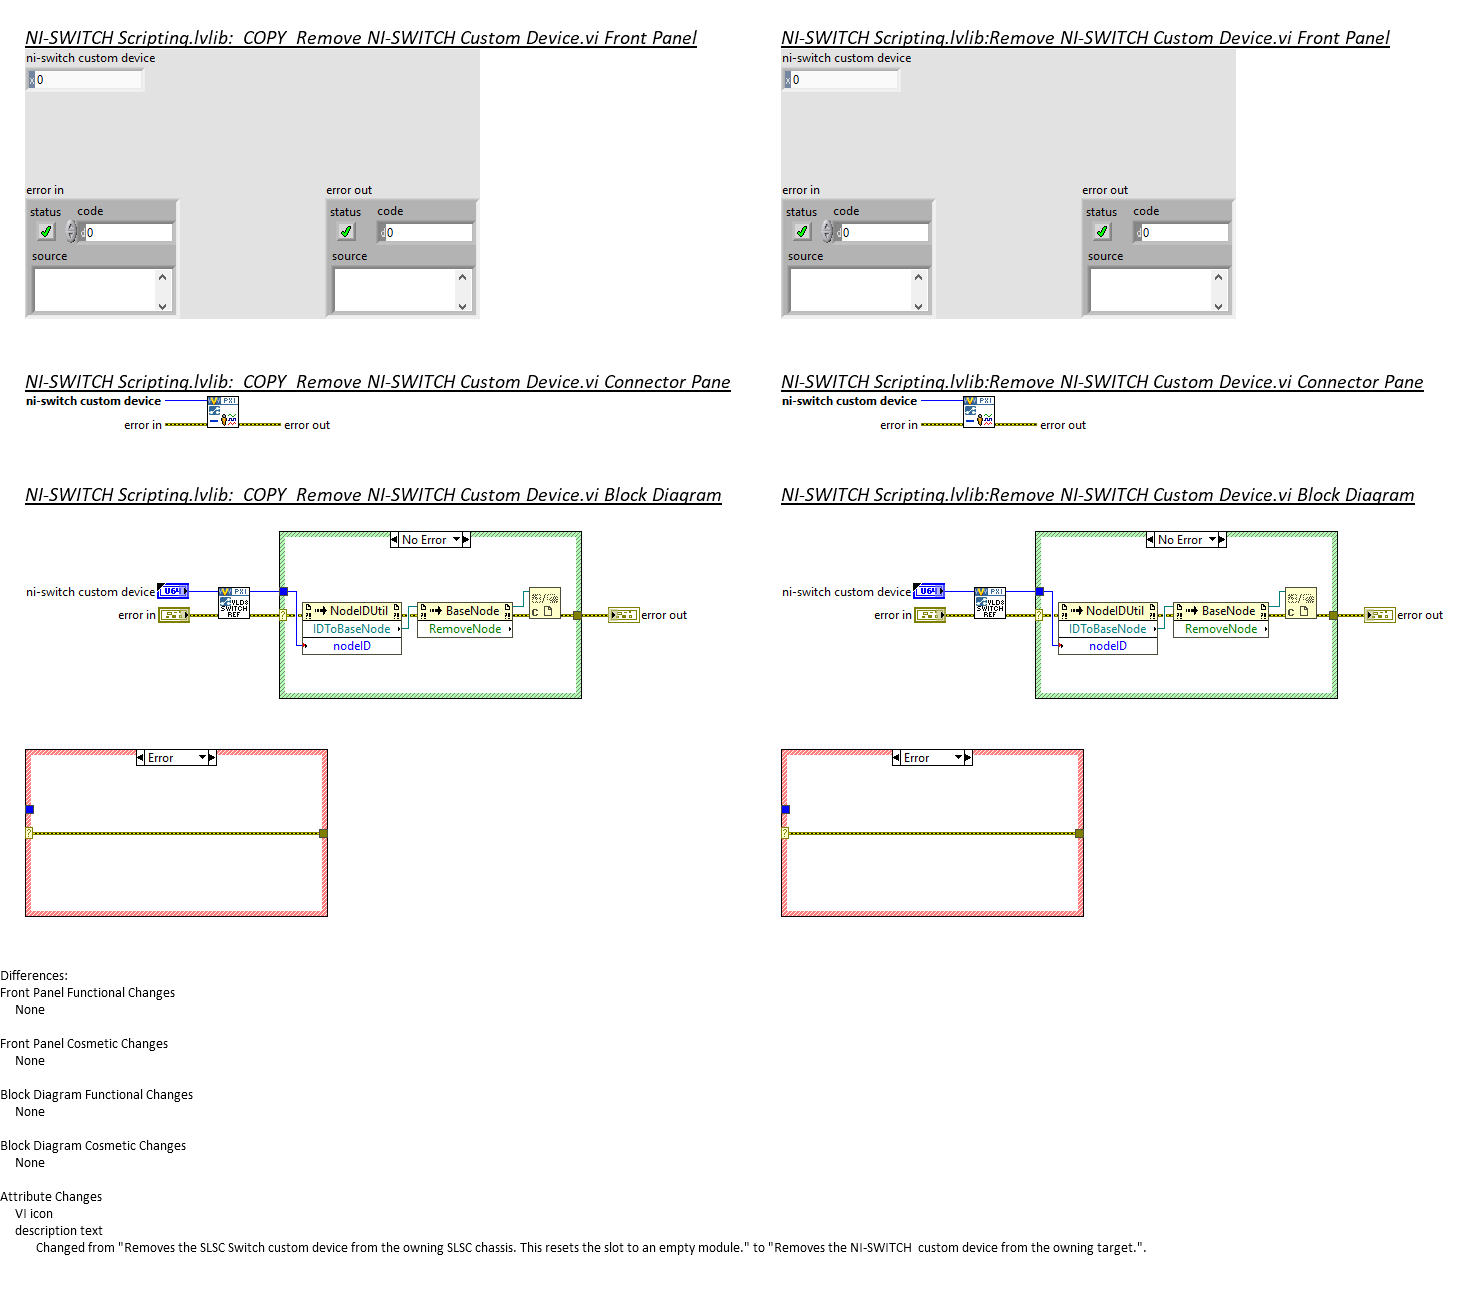 NI-SWITCH Scripting.lvlib:  COPY  Remove NI-SWITCH Custom Device.vi Front Panel
ni-switch custom device
x 0
error in
error out
status code
status code
d 0
d 0
source
source
NI-SWITCH Scripting.lvlib:Remove NI-SWITCH Custom Device.vi Front Panel
ni-switch custom device
x 0
error in
error out
status code
status code
d 0
d 0
source
source
NI-SWITCH Scripting.lvlib:  COPY  Remove NI-SWITCH Custom Device.vi Connector Pane
ni-switch custom device
PXI
error in
error out
NI-SWITCH Scripting.lvlib:Remove NI-SWITCH Custom Device.vi Connector Pane
ni-switch custom device
PXI
error in
error out
NI-SWITCH Scripting.lvlib:  COPY  Remove NI-SWITCH Custom Device.vi Block Diagram
No Error
ni-switch custom device
U64
PXI
VLDS
SWITCH
REF
error in
?
NodeIDUtil
IDToBaseNode
nodeID
BaseNode
RemoveNode
C
error out
Error
?
NI-SWITCH Scripting.lvlib:Remove NI-SWITCH Custom Device.vi Block Diagram
No Error
ni-switch custom device
U64
PXI
VLDS
SWITCH
REF
error in
?
NodeIDUtil
IDToBaseNode
nodeID
BaseNode
RemoveNode
C
error out
Error
?
Differences:
Front Panel Functional Changes
None
Front Panel Cosmetic Changes
None
Block Diagram Functional Changes
None
Block Diagram Cosmetic Changes
None
Attribute Changes
VI icon
description text
Changed from "Removes the SLSC Switch custom device from the owning SLSC chassis. This resets the slot to an empty module." to "Removes the NI-SWITCH  custom device from the owning target.".